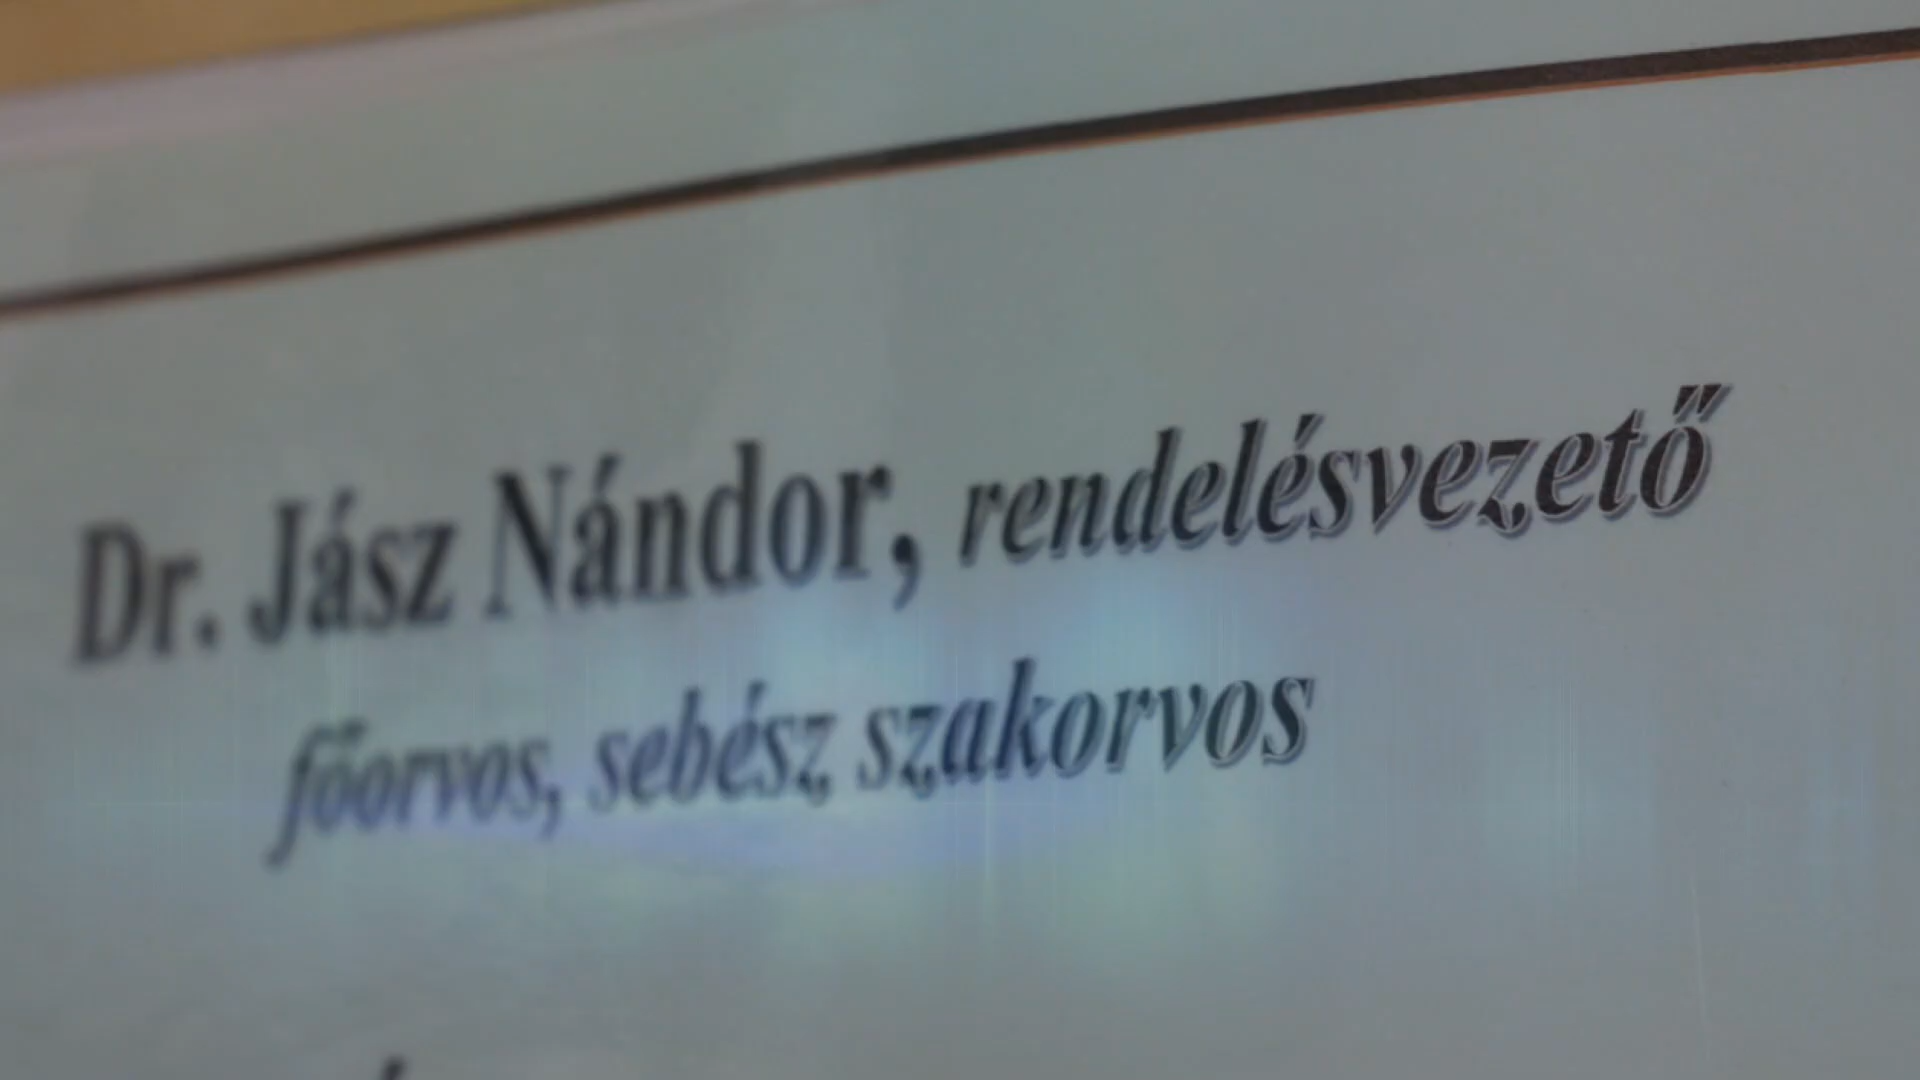 Dr. Jász Nándor, rendelésvezető
főorvos, sebész szakorvos